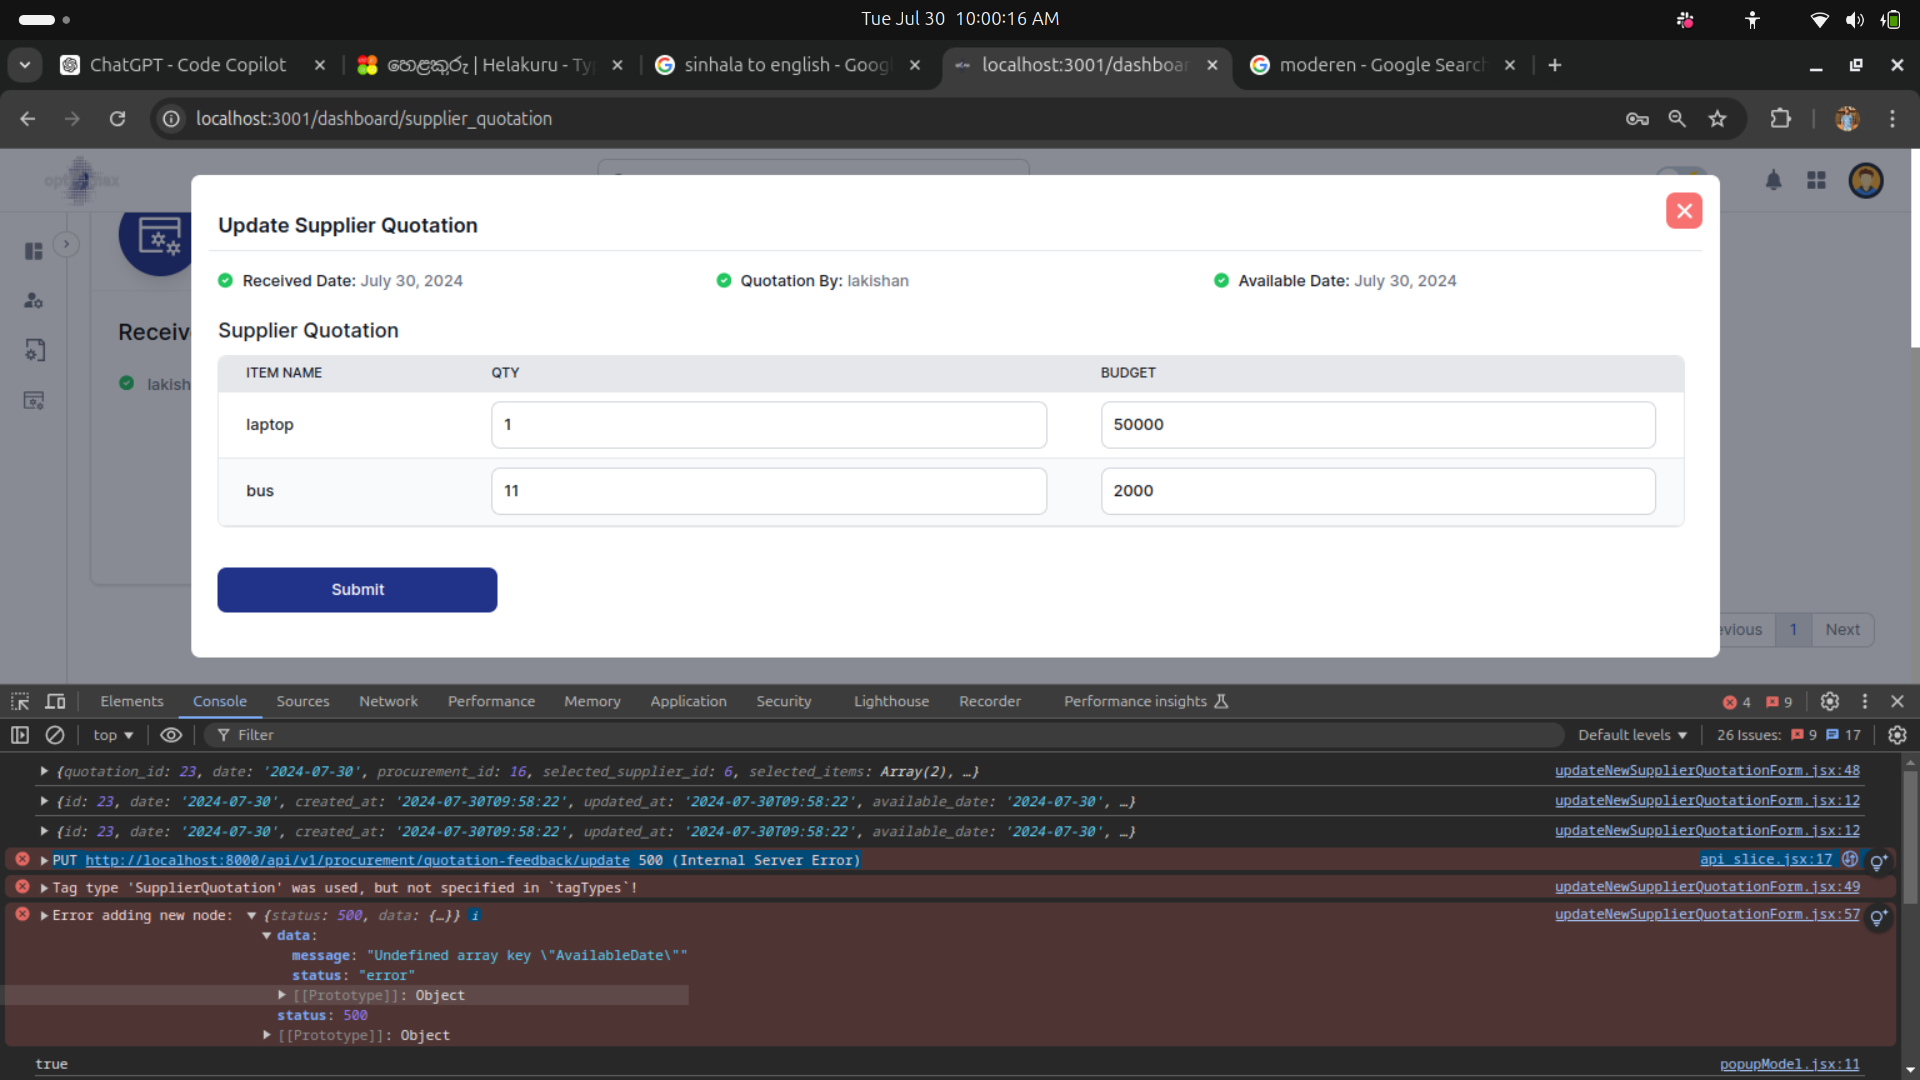 Tue Jul 30 10:00:16 AM
ChatGPT - Code Copilot
හෙළකුරු | Helakuru - Ty
sinhala to english - Goog
localhost:3001/dashboar
moderen - Google Search
localhost:3001/dashboard/supplier_quotation
Update Supplier Quotation
Received Date: July 30, 2024
Quotation By: lakishan
Available Date: July 30, 2024
Receiv
lakish
Supplier Quotation
ITEM NAME QTY BUDGET
laptop 1 50000
bus 11 2000
Submit
evious 1 Next
Elements Console Sources Network Performance Memory Application Security Lighthouse Recorder Performance insights 4 9
top Filter Default levels 26 Issues: 9 17
{quotation_id: 23, date: '2024-07-30', procurement_id: 16, selected_supplier_id: 6, selected_items: Array(2), …} updateNewSupplierQuotationForm.jsx:48
{id: 23, date: '2024-07-30', created_at: '2024-07-30T09:58:22', updated_at: '2024-07-30T09:58:22', available_date: '2024-07-30', …} updateNewSupplierQuotationForm.jsx:12
{id: 23, date: '2024-07-30', created_at: '2024-07-30T09:58:22', updated_at: '2024-07-30T09:58:22', available_date: '2024-07-30', …} updateNewSupplierQuotationForm.jsx:12
PUT http://localhost:8000/api/v1/procurement/quotation-feedback/update 500 (Internal Server Error) api_slice.jsx:17
Tag type 'SupplierQuotation' was used, but not specified in `tagTypes`! updateNewSupplierQuotationForm.jsx:49
Error adding new node: {status: 500, data: {…}} i updateNewSupplierQuotationForm.jsx:57
data:
message: "Undefined array key \"AvailableDate\""
status: "error"
[[Prototype]]: Object
status: 500
[[Prototype]]: Object
true popupModel.jsx:11